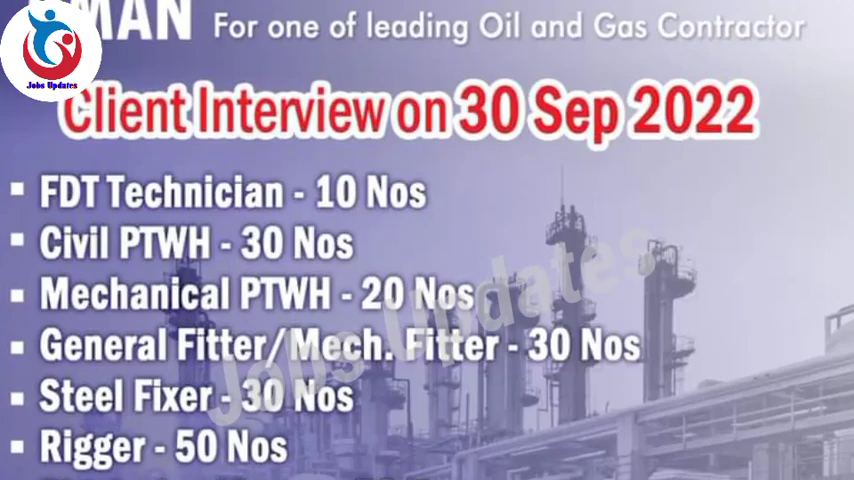 MAN For one of leading Oil and Gas Contractor
Jobs Updates
Client Interview on 30 Sep 2022
▪ FDT Technician - 10 Nos
▪ Civil PTWH - 30 Nos
▪ Mechanical PTWH - 20 Nos
▪ General Fitter/Mech. Fitter - 30 Nos
▪ Steel Fixer - 30 Nos
▪ Rigger - 50 Nos
Jobs Updates